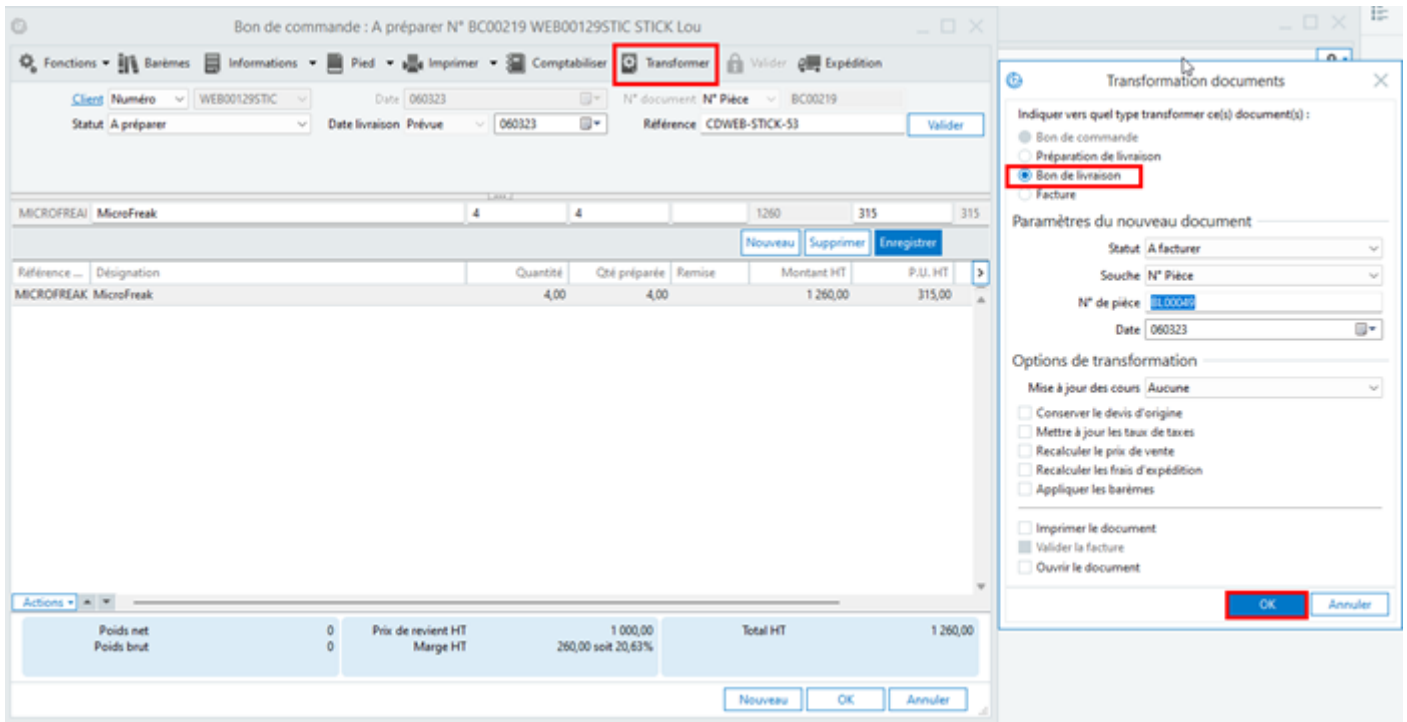 Bon de commande : A préparer N° BC00219 WEB00129STIC STICK Lou
Fonctions Barèmes Informations Pied Imprimer Comptabiliser Transformer Valider Expédition
Client Numéro WEB00129STIC Date 060323 N° document N° Pièce BC00219
Statut A préparer Date livraison Prévue 060323 Référence CDWEB-STICK-53 Valider
MICROFREAI MicroFreak 4 4 1260 315 315
Nouveau Supprimer Enregistrer
Référence ... Désignation Quantité Qté préparée Remise Montant HT P.U. HT
MICROFREAK MicroFreak 4,00 4,00 1 260,00 315,00
Actions
Poids net 0 Prix de revient HT 1 000,00 Total HT 1 260,00
Poids brut 0 Marge HT 260,00 soit 20,63%
Nouveau OK Annuler
Transformation documents
Indiquer vers quel type transformer ce(s) document(s) :
Bon de commande
Préparation de livraison
Bon de livraison
Facture
Paramètres du nouveau document
Statut A facturer
Souche N° Pièce
N° de pièce BL00049
Date 060323
Options de transformation
Mise à jour des cours Aucune
Conserver le devis d'origine
Mettre à jour les taux de taxes
Recalculer le prix de vente
Recalculer les frais d'expédition
Appliquer les barèmes
Imprimer le document
Valider la facture
Ouvrir le document
OK Annuler